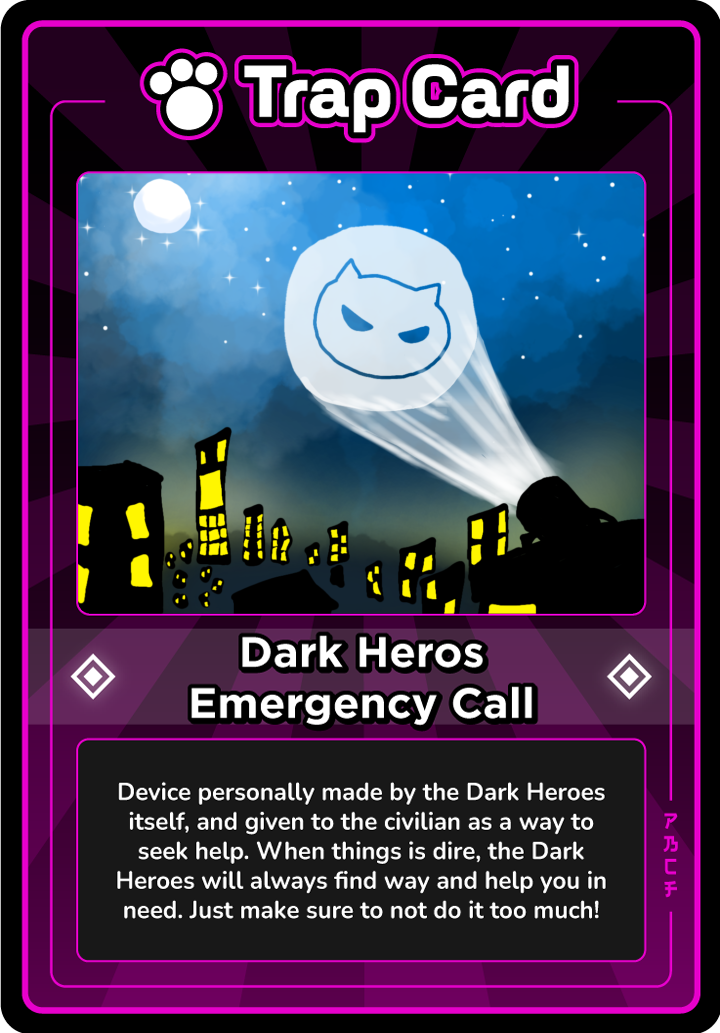 Trap Card
Dark Heros
Emergency Call
Device personally made by the Dark Heroes
itself, and given to the civilian as a way to
seek help. When things is dire, the Dark
Heroes will always find way and help you in
need. Just make sure to not do it too much!